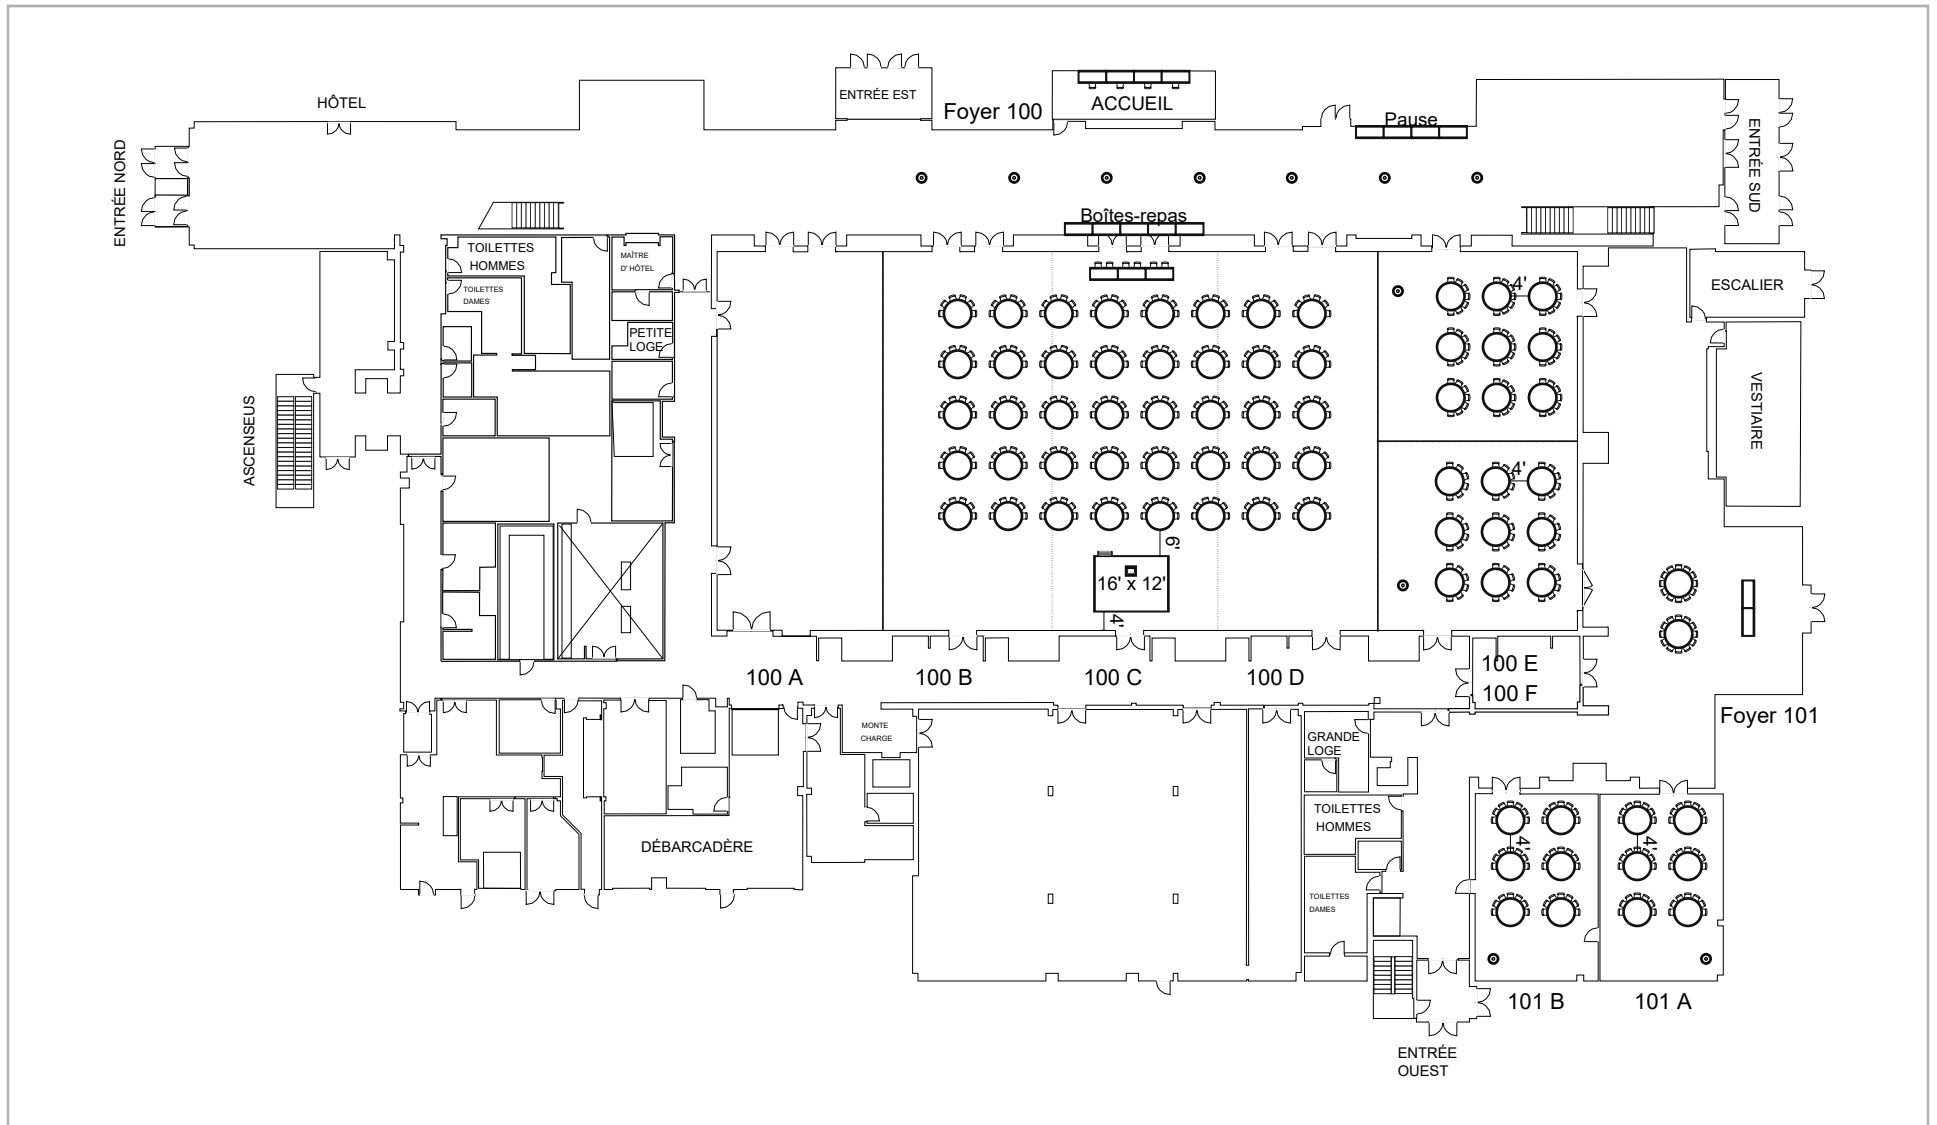 HÔTEL
ENTRÉE EST
Foyer 100
ACCUEIL
Pause
ENTRÉE NORD
ENTRÉE SUD
Boîtes-repas
TOILETTES
HOMMES
MAÎTRE
D' HÔTEL
TOILETTES
DAMES
PETITE
LOGE
ESCALIER
4'
VESTIAIRE
ASCENSEUS
4'
6'
16' x 12'
4'
100 A
100 B
100 C
100 D
100 E
100 F
Foyer 101
MONTE
CHARGE
GRANDE
LOGE
TOILETTES
HOMMES
4'
4'
DÉBARCADÈRE
TOILETTES
DAMES
101 B
101 A
ENTRÉE
OUEST